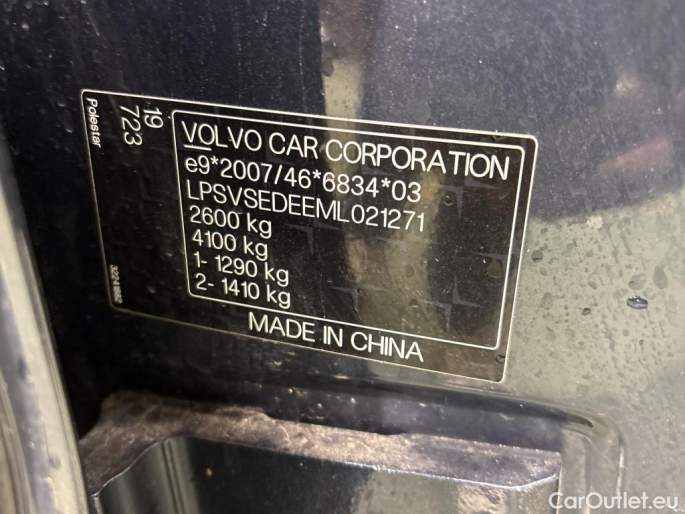 VOLVO CAR CORPORATION
e9*2007/46*6834*03
LPSVSEDEEML021271
2600 kg
4100 kg
1- 1290 kg
2- 1410 kg
MADE IN CHINA
19
723
Polestar
CarOutlet.eu